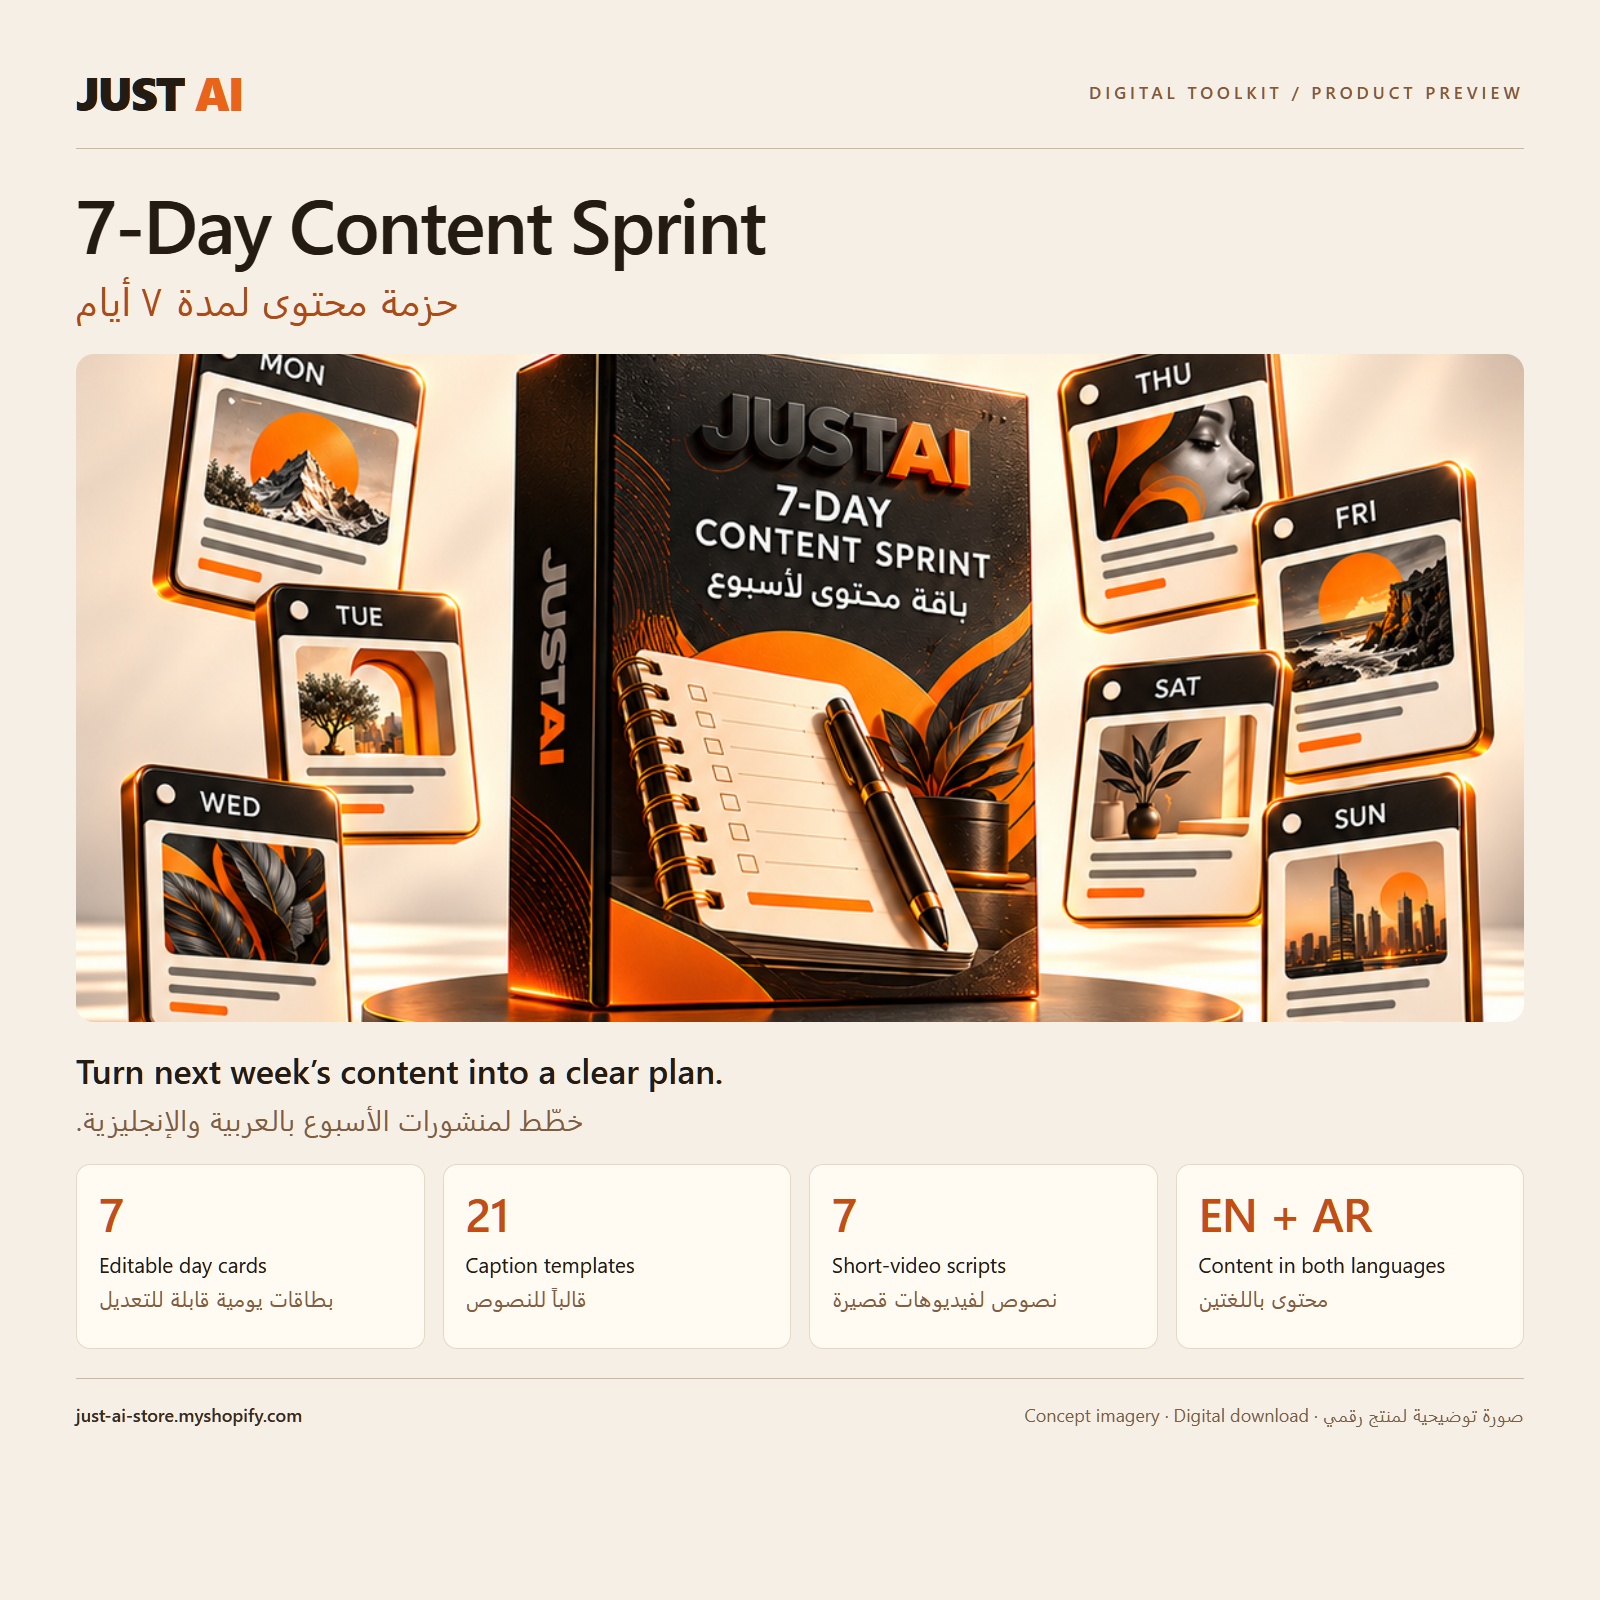 JUST AI
DIGITAL TOOLKIT / PRODUCT PREVIEW
7-Day Content Sprint
حزمة محتوى لمدة ٧ أيام
MON
TUE
WED
JUSTAI
JUSTAI
7-DAY
CONTENT SPRINT
باقة محتوى لأسبوع
THU
FRI
SAT
SUN
Turn next week’s content into a clear plan.
خطّط لمنشورات الأسبوع بالعربية والإنجليزية.
7
Editable day cards
بطاقات يومية قابلة للتعديل
21
Caption templates
قالباً للنصوص
7
Short-video scripts
نصوص لفيديوهات قصيرة
EN + AR
Content in both languages
محتوى باللغتين
just-ai-store.myshopify.com
Concept imagery · Digital download · صورة توضيحية لمنتج رقمي